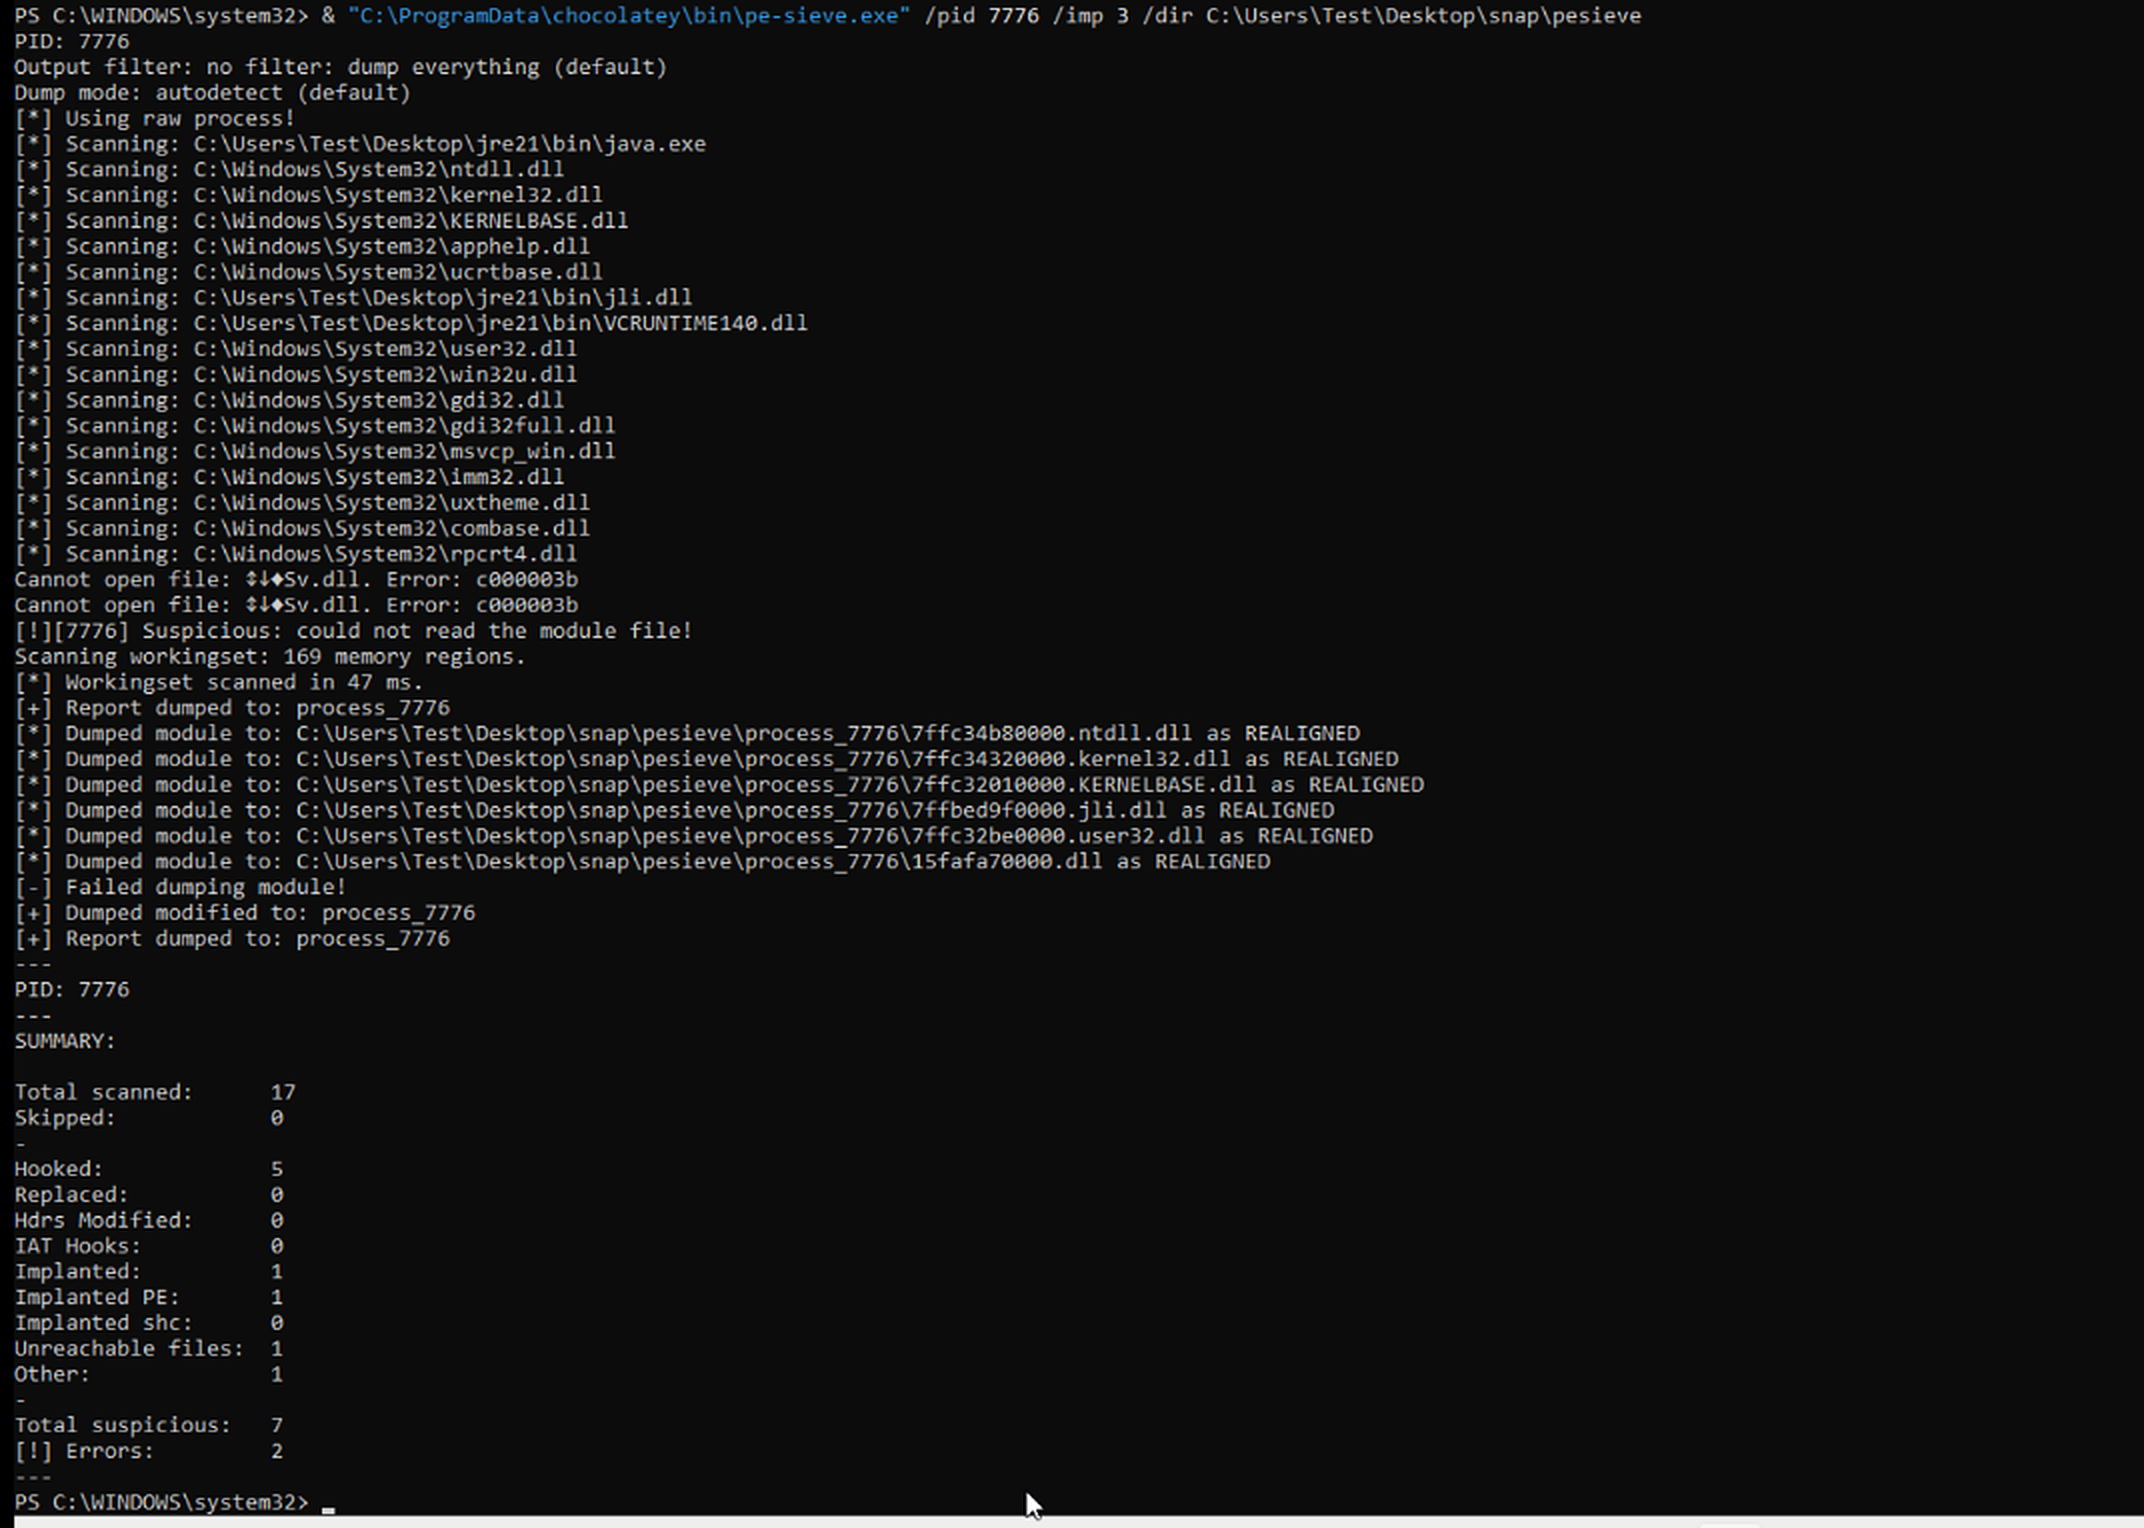 PS C:\WINDOWS\system32> & "C:\ProgramData\chocolatey\bin\pe-sieve.exe" /pid 7776 /imp 3 /dir C:\Users\Test\Desktop\snap\pesieve
PID: 7776
Output filter: no filter: dump everything (default)
Dump mode: autodetect (default)
[*] Using raw process!
[*] Scanning: C:\Users\Test\Desktop\jre21\bin\java.exe
[*] Scanning: C:\Windows\System32\ntdll.dll
[*] Scanning: C:\Windows\System32\kernel32.dll
[*] Scanning: C:\Windows\System32\KERNELBASE.dll
[*] Scanning: C:\Windows\System32\apphelp.dll
[*] Scanning: C:\Windows\System32\ucrtbase.dll
[*] Scanning: C:\Users\Test\Desktop\jre21\bin\jli.dll
[*] Scanning: C:\Users\Test\Desktop\jre21\bin\VCRUNTIME140.dll
[*] Scanning: C:\Windows\System32\user32.dll
[*] Scanning: C:\Windows\System32\win32u.dll
[*] Scanning: C:\Windows\System32\gdi32.dll
[*] Scanning: C:\Windows\System32\gdi32full.dll
[*] Scanning: C:\Windows\System32\msvcp_win.dll
[*] Scanning: C:\Windows\System32\imm32.dll
[*] Scanning: C:\Windows\System32\uxtheme.dll
[*] Scanning: C:\Windows\System32\combase.dll
[*] Scanning: C:\Windows\System32\rpcrt4.dll
Cannot open file: ↕↓♦Sv.dll. Error: c000003b
Cannot open file: ↕↓♦Sv.dll. Error: c000003b
[!][7776] Suspicious: could not read the module file!
Scanning workingset: 169 memory regions.
[*] Workingset scanned in 47 ms.
[+] Report dumped to: process_7776
[*] Dumped module to: C:\Users\Test\Desktop\snap\pesieve\process_7776\7ffc34b80000.ntdll.dll as REALIGNED
[*] Dumped module to: C:\Users\Test\Desktop\snap\pesieve\process_7776\7ffc34320000.kernel32.dll as REALIGNED
[*] Dumped module to: C:\Users\Test\Desktop\snap\pesieve\process_7776\7ffc32010000.KERNELBASE.dll as REALIGNED
[*] Dumped module to: C:\Users\Test\Desktop\snap\pesieve\process_7776\7ffbed9f0000.jli.dll as REALIGNED
[*] Dumped module to: C:\Users\Test\Desktop\snap\pesieve\process_7776\7ffc32be0000.user32.dll as REALIGNED
[*] Dumped module to: C:\Users\Test\Desktop\snap\pesieve\process_7776\15fafa70000.dll as REALIGNED
[-] Failed dumping module!
[+] Dumped modified to: process_7776
[+] Report dumped to: process_7776
---
PID: 7776
---
SUMMARY:
Total scanned: 17
Skipped: 0
-
Hooked: 5
Replaced: 0
Hdrs Modified: 0
IAT Hooks: 0
Implanted: 1
Implanted PE: 1
Implanted shc: 0
Unreachable files: 1
Other: 1
-
Total suspicious: 7
[!] Errors: 2
---
PS C:\WINDOWS\system32> _